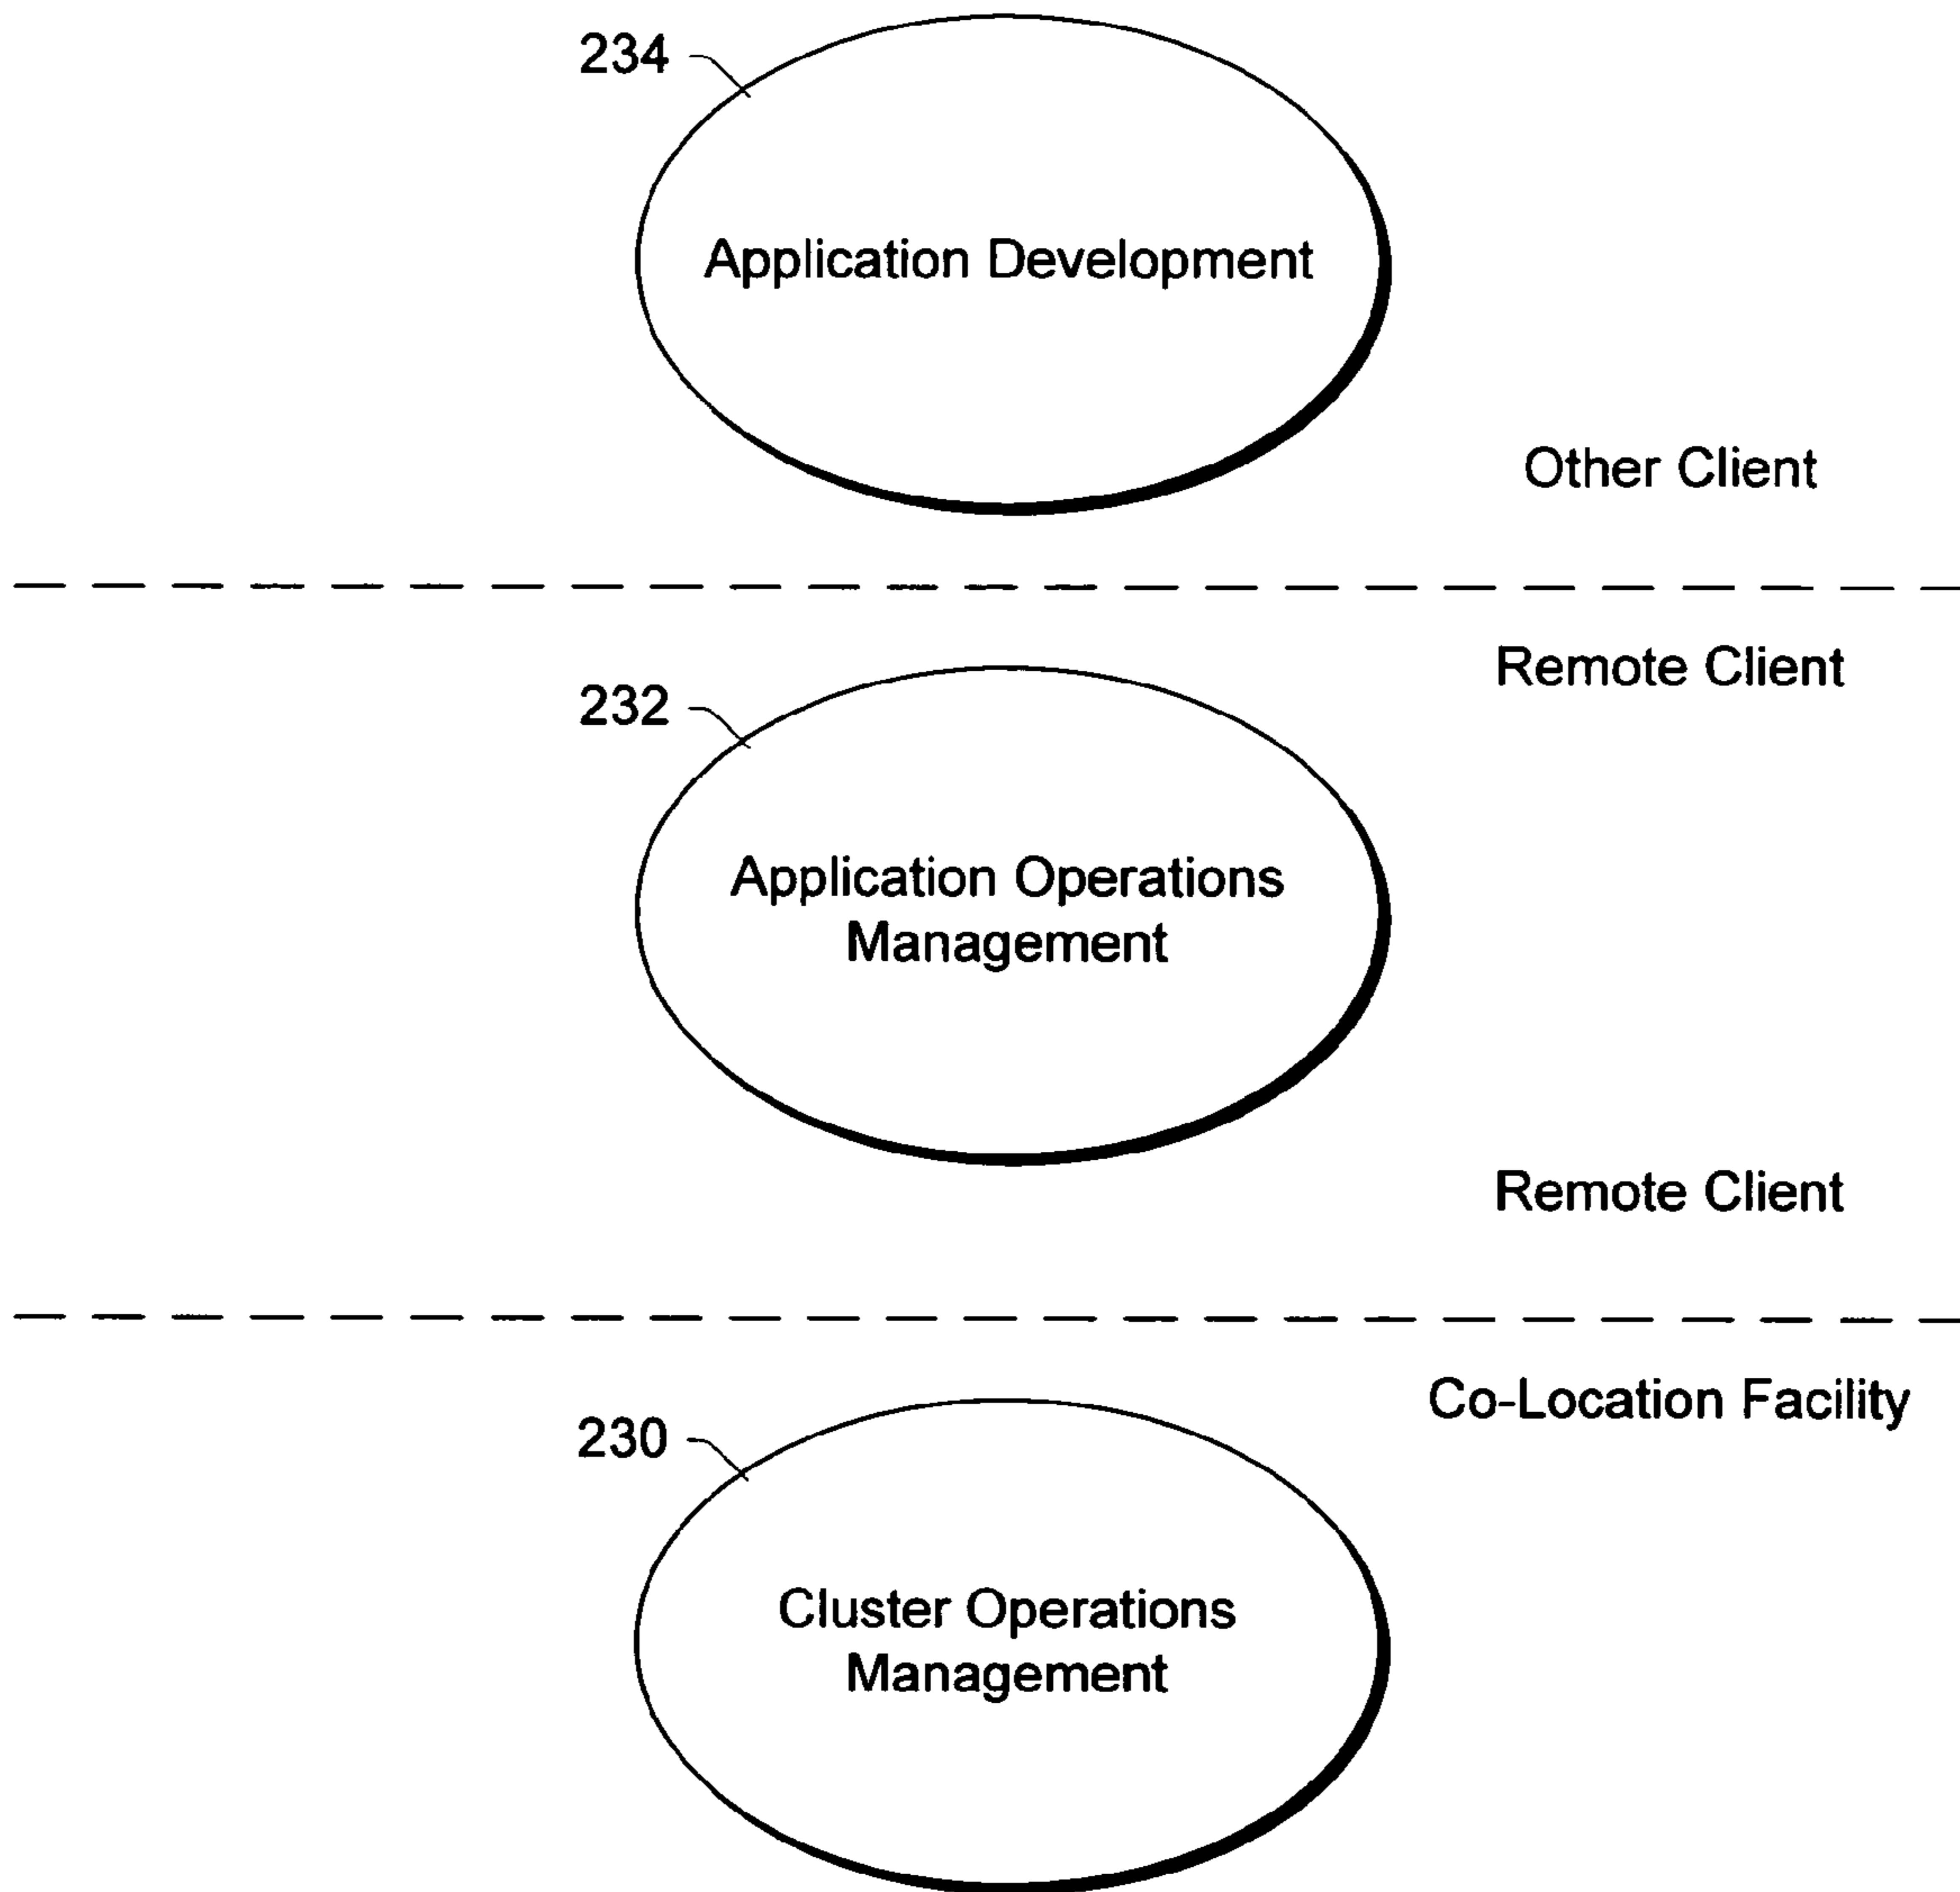 234
Application Development
Other Client
Remote Client
232
Application Operations
Management
Remote Client
Co-Location Facility
230
Cluster Operations
Management